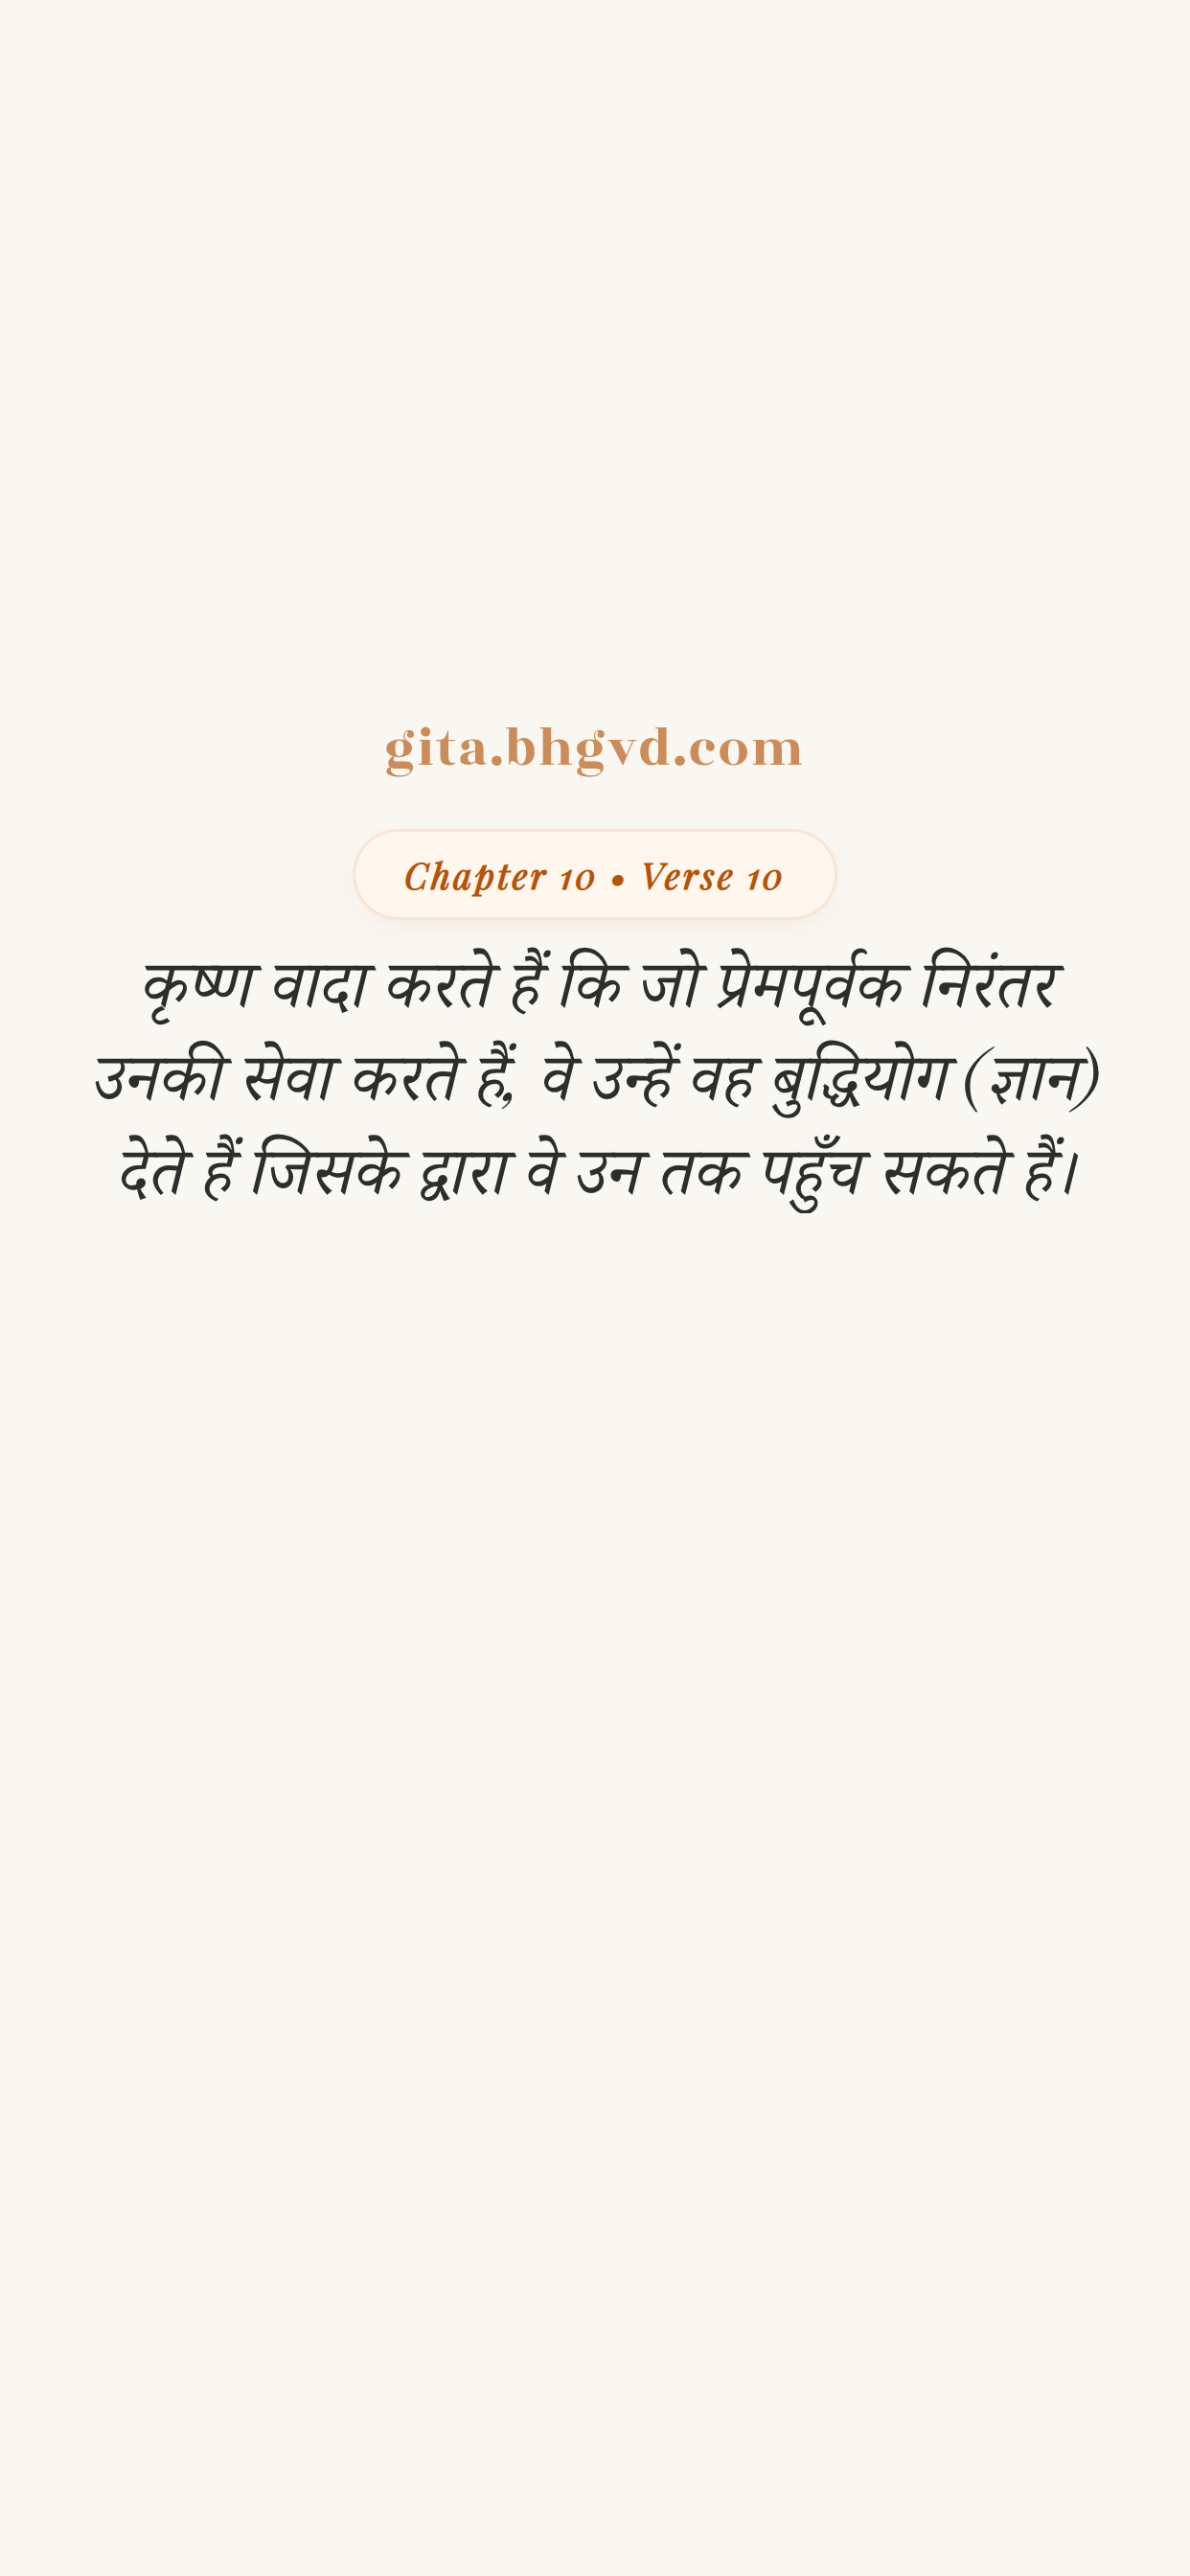 gita.bhgvd.com
Chapter 10 • Verse 10
कृष्ण वादा करते हैं कि जो प्रेमपूर्वक निरंतर
उनकी सेवा करते हैं, वे उन्हें वह बुद्धियोग (ज्ञान)
देते हैं जिसके द्वारा वे उन तक पहुँच सकते हैं।